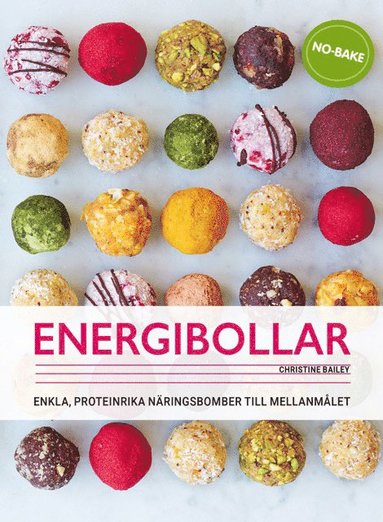 NO-BAKE
ENERGIBOLLAR
CHRISTINE BAILEY
ENKLA, PROTEINRIKA NÄRINGSBOMBER TILL MELLANMÅLET